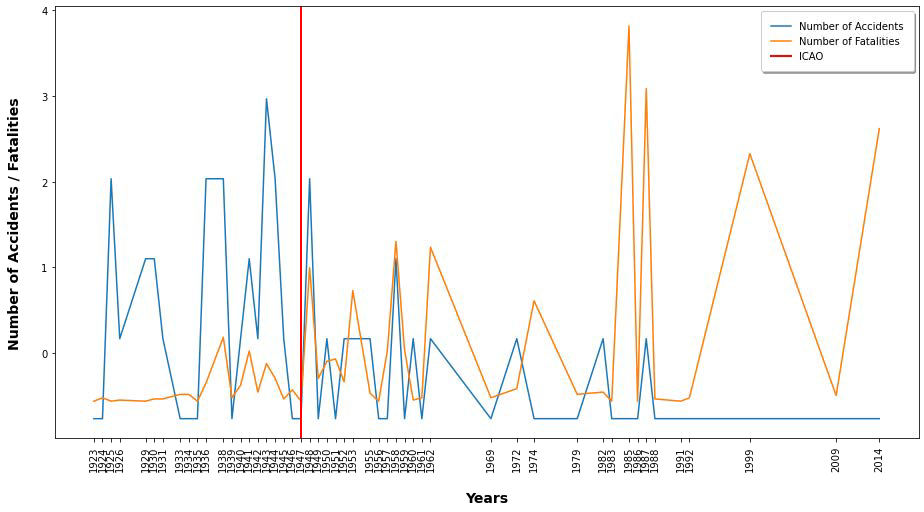 Number of Accidents
Number of Fatalities
ICAO
Number of Accidents / Fatalities
4
3
2
1
0
1923 1924 1925 1926 1929 1930 1931 1933 1934 1935 1936 1938 1939 1940 1941 1942 1943 1944 1945 1946 1947 1948 1949 1950 1951 1952 1953 1955 1956 1957 1958 1959 1960 1961 1962 1969 1972 1974 1979 1982 1983 1985 1986 1987 1988 1991 1992 1999 2009 2014
Years